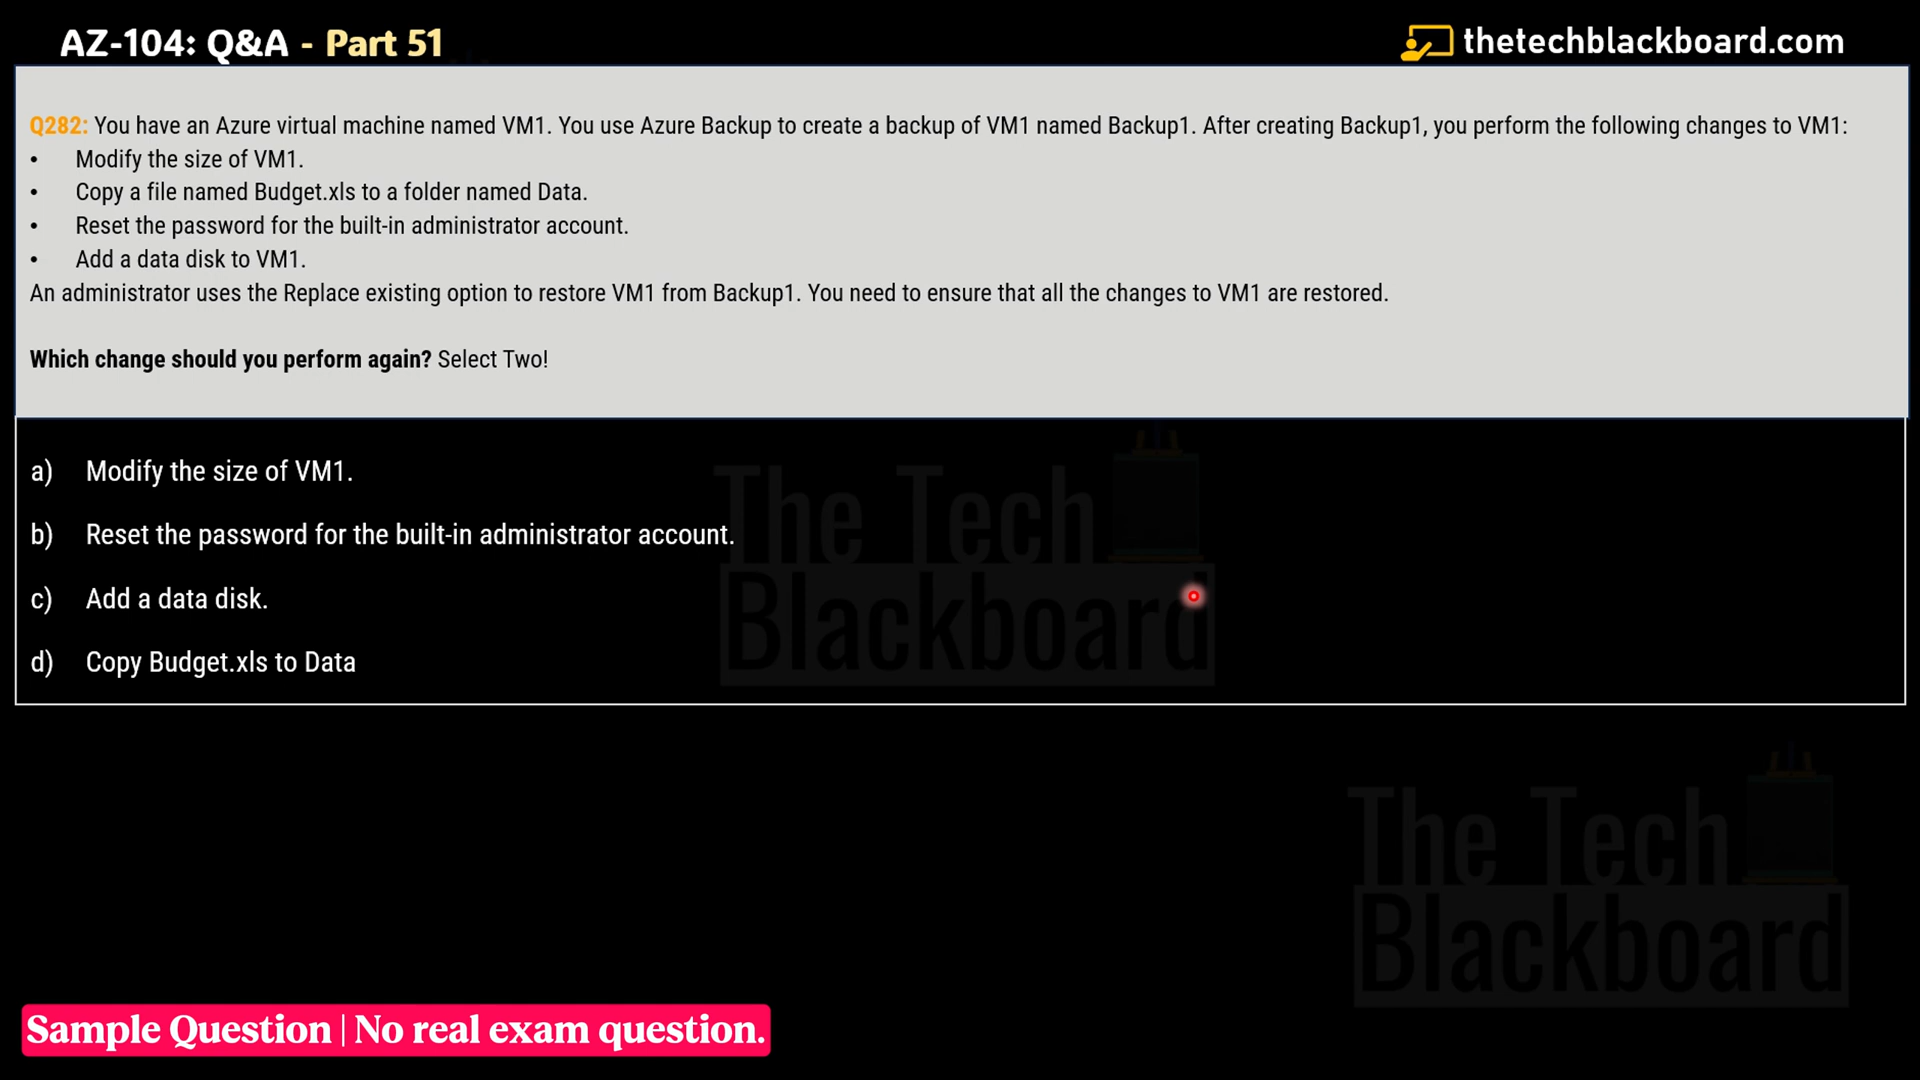 AZ-104: Q&A - Part 51
thetechblackboard.com
Q282: You have an Azure virtual machine named VM1. You use Azure Backup to create a backup of VM1 named Backup1. After creating Backup1, you perform the following changes to VM1:
• Modify the size of VM1.
• Copy a file named Budget.xls to a folder named Data.
• Reset the password for the built-in administrator account.
• Add a data disk to VM1.
An administrator uses the Replace existing option to restore VM1 from Backup1. You need to ensure that all the changes to VM1 are restored.
Which change should you perform again? Select Two!
a) Modify the size of VM1.
b) Reset the password for the built-in administrator account.
c) Add a data disk.
d) Copy Budget.xls to Data
The Tech
Blackboard
The Tech
Blackboard
Sample Question | No real exam question.